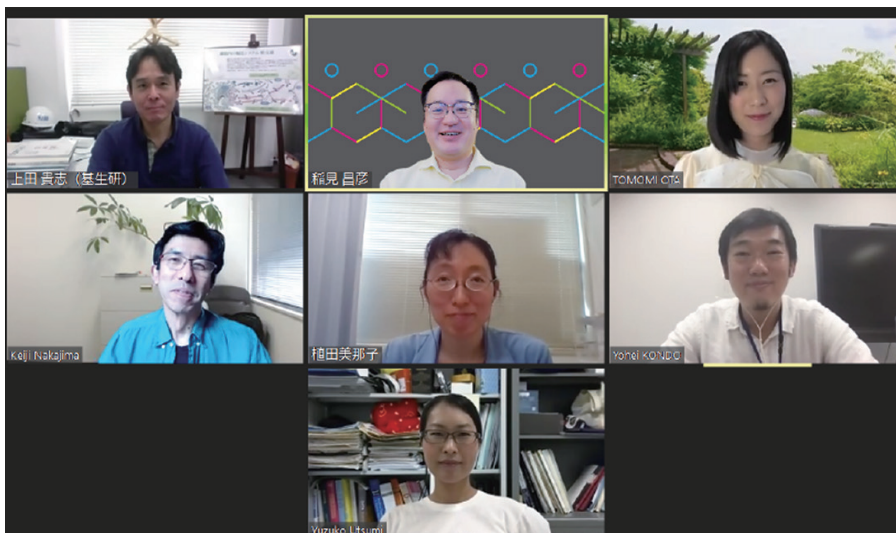 上田 貴志（基生研）
稲見 昌彦
TOMOMI OTA
Keiji Nakajima
植田美那子
Yohei KONDO
Yuzuko Utsumi